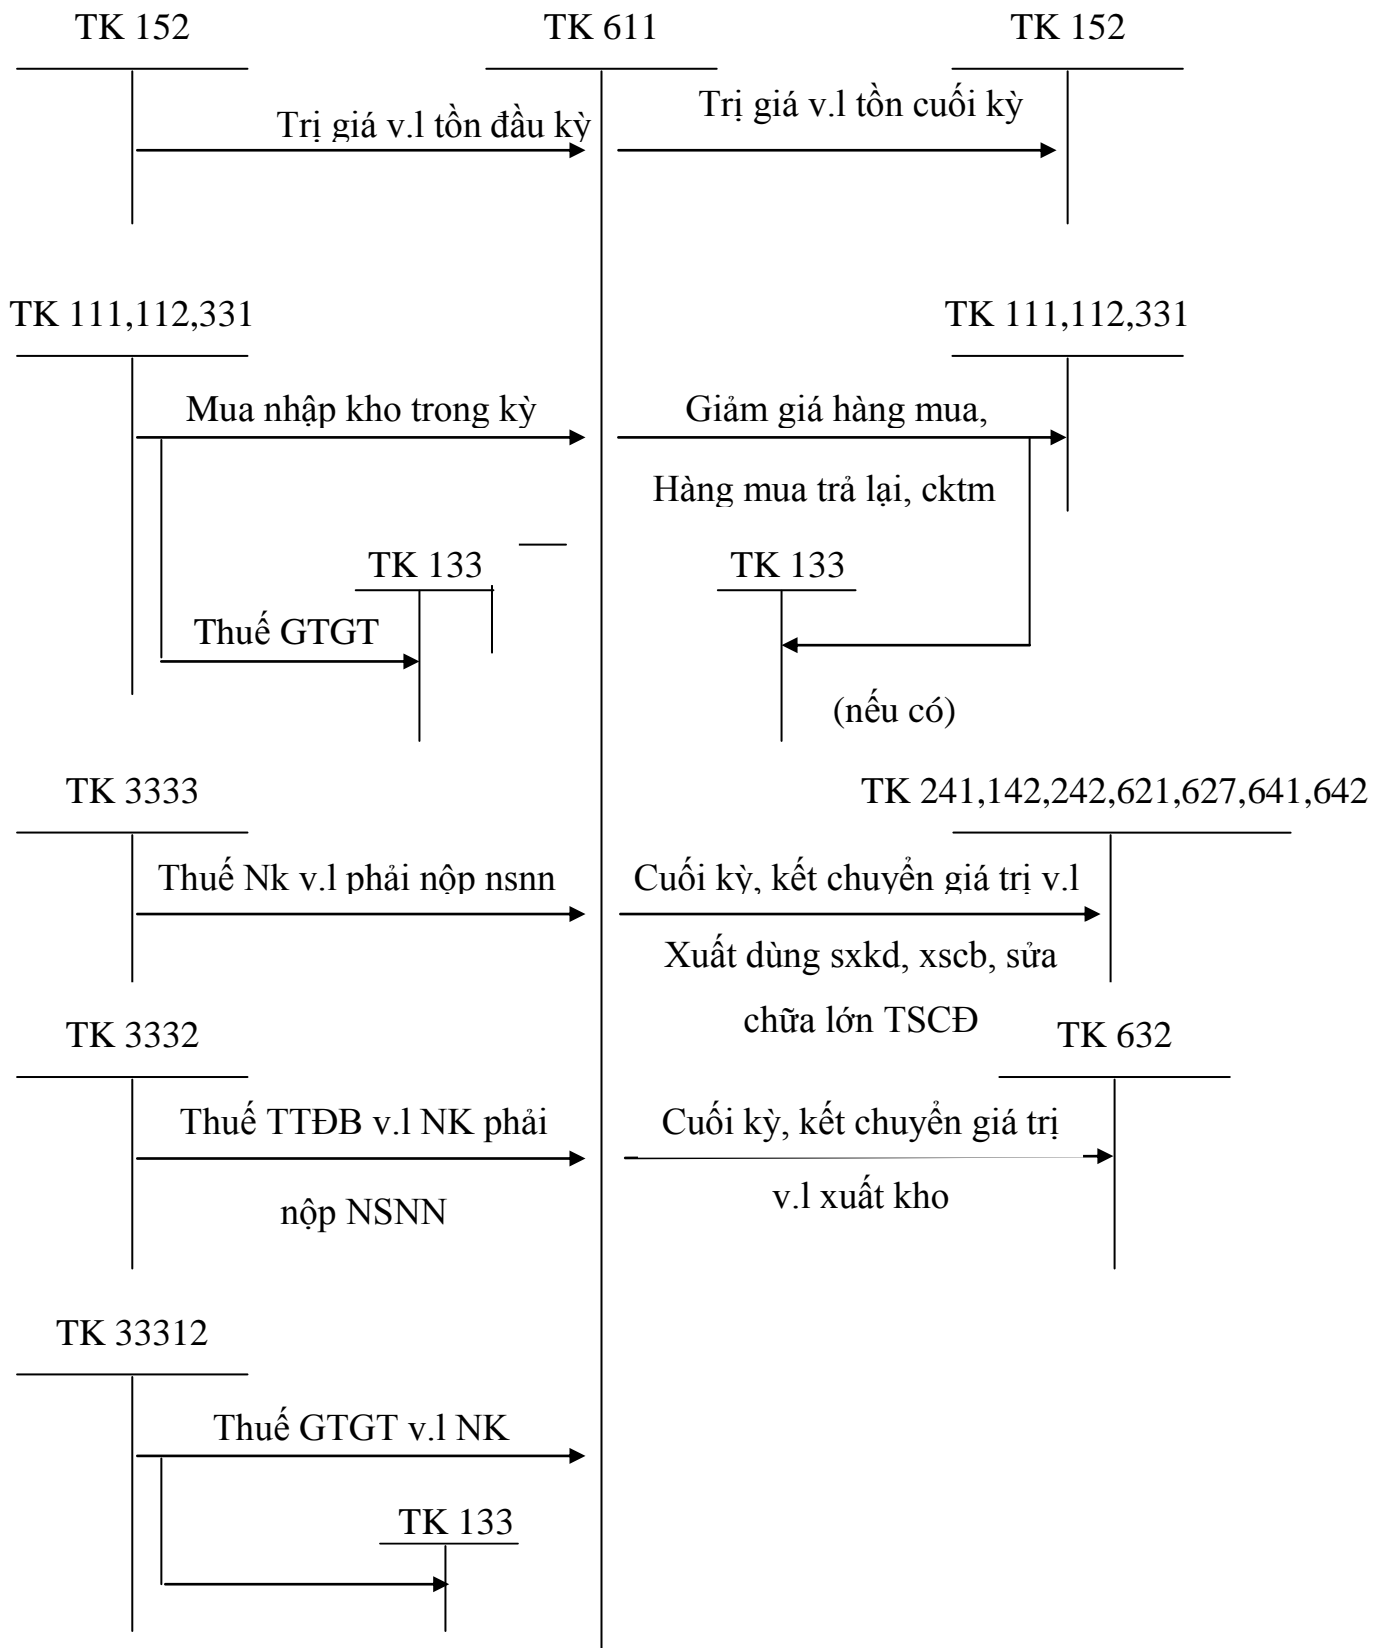 TK 152
TK 611
TK 152
Trị giá v.l tồn đầu kỳ
Trị giá v.l tồn cuối kỳ
TK 111,112,331
TK 111,112,331
Mua nhập kho trong kỳ
Giảm giá hàng mua,
Hàng mua trả lại, cktm
TK 133
TK 133
Thuế GTGT
(nếu có)
TK 3333
TK 241,142,242,621,627,641,642
Thuế Nk v.l phải nộp nsnn
Cuối kỳ, kết chuyển giá trị v.l
Xuất dùng sxkd, xscb, sửa
chữa lớn TSCĐ
TK 3332
TK 632
Thuế TTĐB v.l NK phải
nộp NSNN
Cuối kỳ, kết chuyển giá trị
v.l xuất kho
TK 33312
Thuế GTGT v.l NK
TK 133